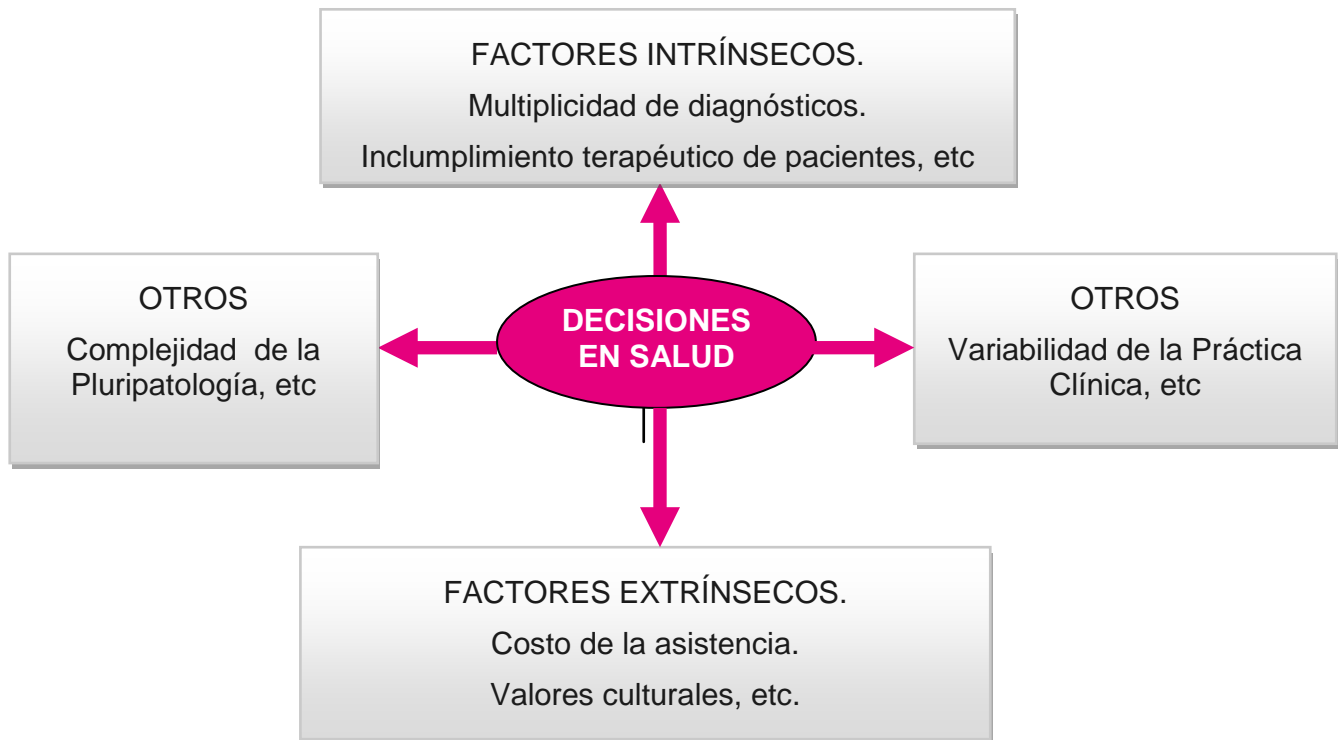 FACTORES INTRÍNSECOS.
Multiplicidad de diagnósticos.
Inclumplimiento terapéutico de pacientes, etc
OTROS
Complejidad de la
Pluripatología, etc
DECISIONES
EN SALUD
OTROS
Variabilidad de la Práctica
Clínica, etc
FACTORES EXTRÍNSECOS.
Costo de la asistencia.
Valores culturales, etc.